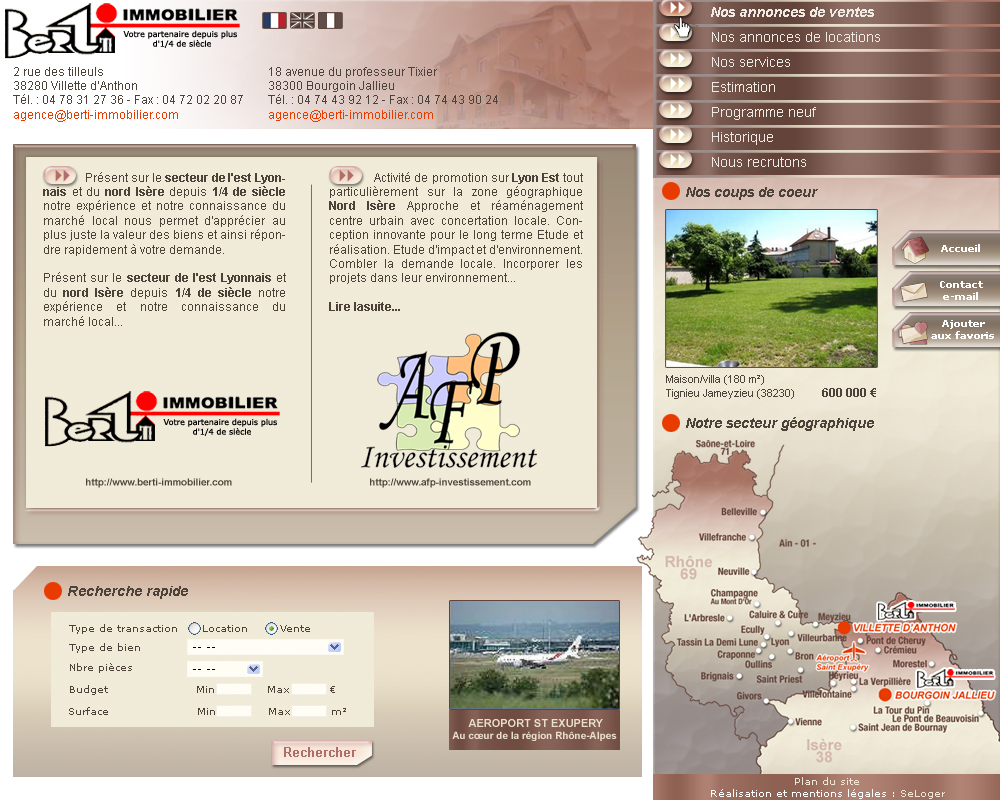 Berti IMMOBILIER
Votre partenaire depuis plus
d'1/4 de siècle
2 rue des tilleuls
38280 Villette d'Anthon
Tél. : 04 78 31 27 36 - Fax : 04 72 02 20 87
agence@berti-immobilier.com
18 avenue du professeur Tixier
38300 Bourgoin Jallieu
Tél. : 04 74 43 92 12 - Fax : 04 74 43 90 24
agence@berti-immobilier.com
Nos annonces de ventes
Nos annonces de locations
Nos services
Estimation
Programme neuf
Historique
Nous recrutons
Présent sur le secteur de l'est Lyon-
nais et du nord Isère depuis 1/4 de siècle
notre expérience et notre connaissance du
marché local nous permet d'apprécier au
plus juste la valeur des biens et ainsi répon-
dre rapidement à votre demande.
Présent sur le secteur de l'est Lyonnais et
du nord Isère depuis 1/4 de siècle notre
expérience et notre connaissance du
marché local...
Berti IMMOBILIER
Votre partenaire depuis plus
d'1/4 de siècle
http://www.berti-immobilier.com
Activité de promotion sur Lyon Est tout
particulièrement sur la zone géographique
Nord Isère Approche et réaménagement
centre urbain avec concertation locale. Con-
ception innovante pour le long terme Etude et
réalisation. Etude d'impact et d'environnement.
Combler la demande locale. Incorporer les
projets dans leur environnement...
Lire lasuite...
AFP
Investissement
http://www.afp-investissement.com
Nos coups de coeur
Maison/villa (180 m²)
Tignieu Jameyzieu (38230) 600 000 €
Accueil
Contact
e-mail
Ajouter
aux favoris
Notre secteur géographique
Saône-et-Loire
71
Belleville
Villefranche
Ain - 01 -
Rhône
69
Neuville
Champagne
Au Mont D'Or
L'Arbresle
Caluire & Cure
Meyzieu
Berti IMMOBILIER
VILLETTE D'ANTHON
Ecully
Villeurbanne
Tassin La Demi Lune
Lyon
Pont de Cheruy
Crémieu
Craponne
Bron
Aéroport
Saint Exupéry
Oullins
Morestel
Brignais
Saint Priest
Heyrieu
La Verpillière
Berti IMMOBILIER
Givors
Villefontaine
BOURGOIN JALLIEU
La Tour du Pin
Le Pont de Beauvoisin
Vienne
Saint Jean de Bournay
Isère
38
Recherche rapide
Type de transaction Location Vente
Type de bien -- --
Nbre pièces -- --
Budget Min Max €
Surface Min Max m²
Rechercher
AEROPORT ST EXUPERY
Au cœur de la région Rhône-Alpes
Plan du site
Réalisation et mentions légales : SeLoger